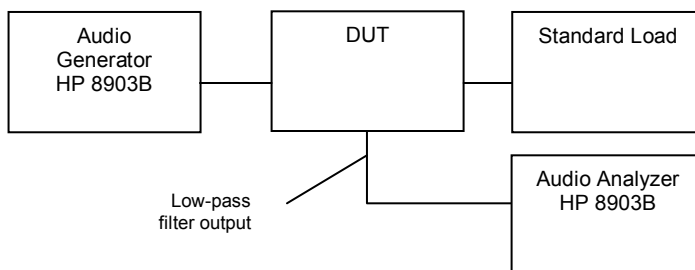 Audio
Generator
HP 8903B
DUT
Standard Load
Low-pass
filter output
Audio Analyzer
HP 8903B